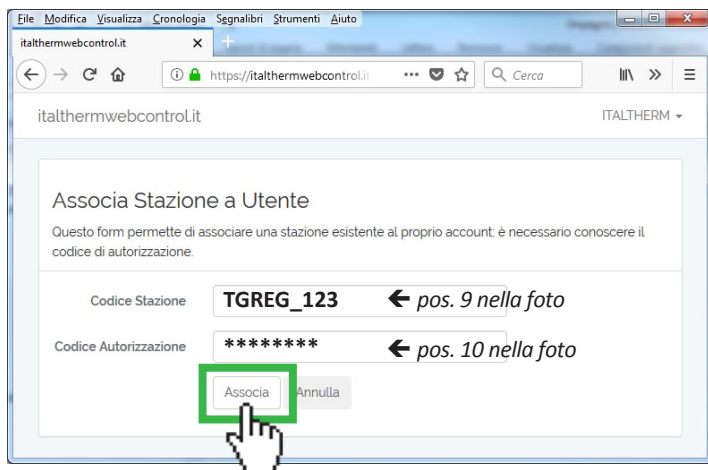 File Modifica Visualizza Cronologia Segnalibri Strumenti Aiuto
italthermwebcontrol.it
https://italthermwebcontrol.it
Cerca
italthermwebcontrol.it ITALTHERM
Associa Stazione a Utente
Questo form permette di associare una stazione esistente al proprio account; è necessario conoscere il
codice di autorizzazione.
Codice Stazione TGREG_123 ← pos. 9 nella foto
Codice Autorizzazione ******** ← pos. 10 nella foto
Associa Annulla